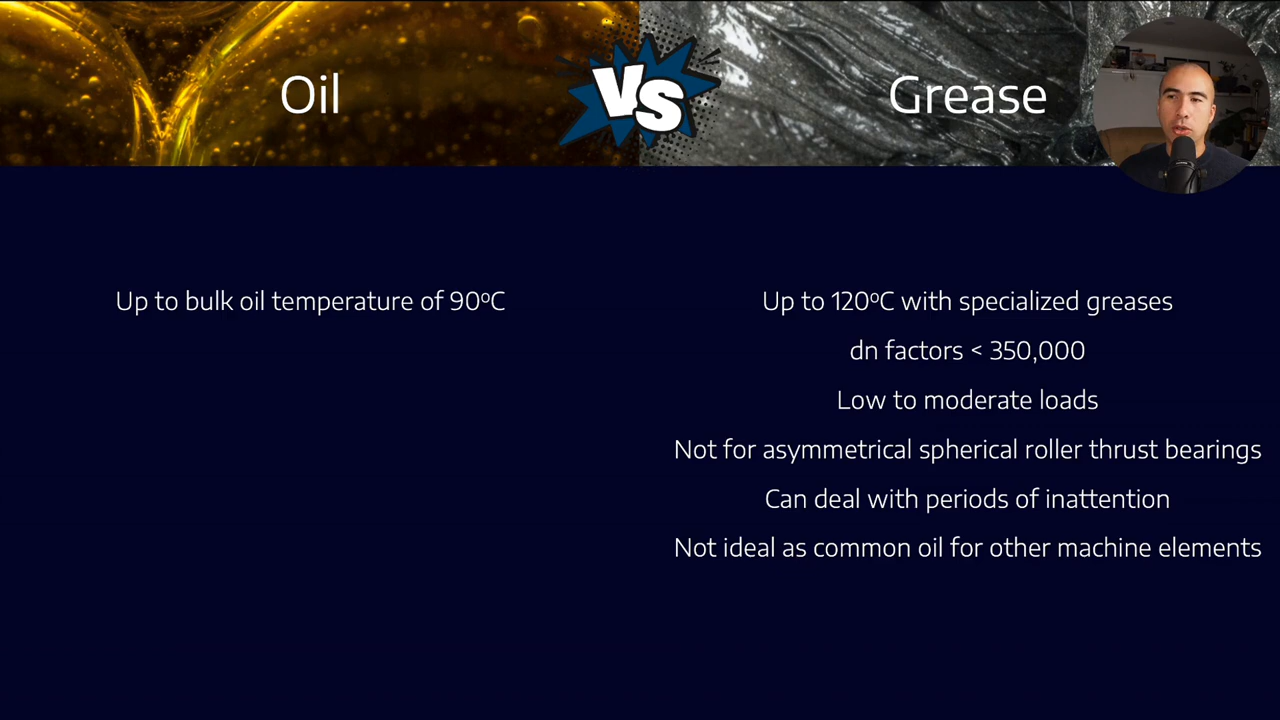 Oil
VS
Grease
Up to bulk oil temperature of 90ºC
Up to 120ºC with specialized greases
dn factors < 350,000
Low to moderate loads
Not for asymmetrical spherical roller thrust bearings
Can deal with periods of inattention
Not ideal as common oil for other machine elements